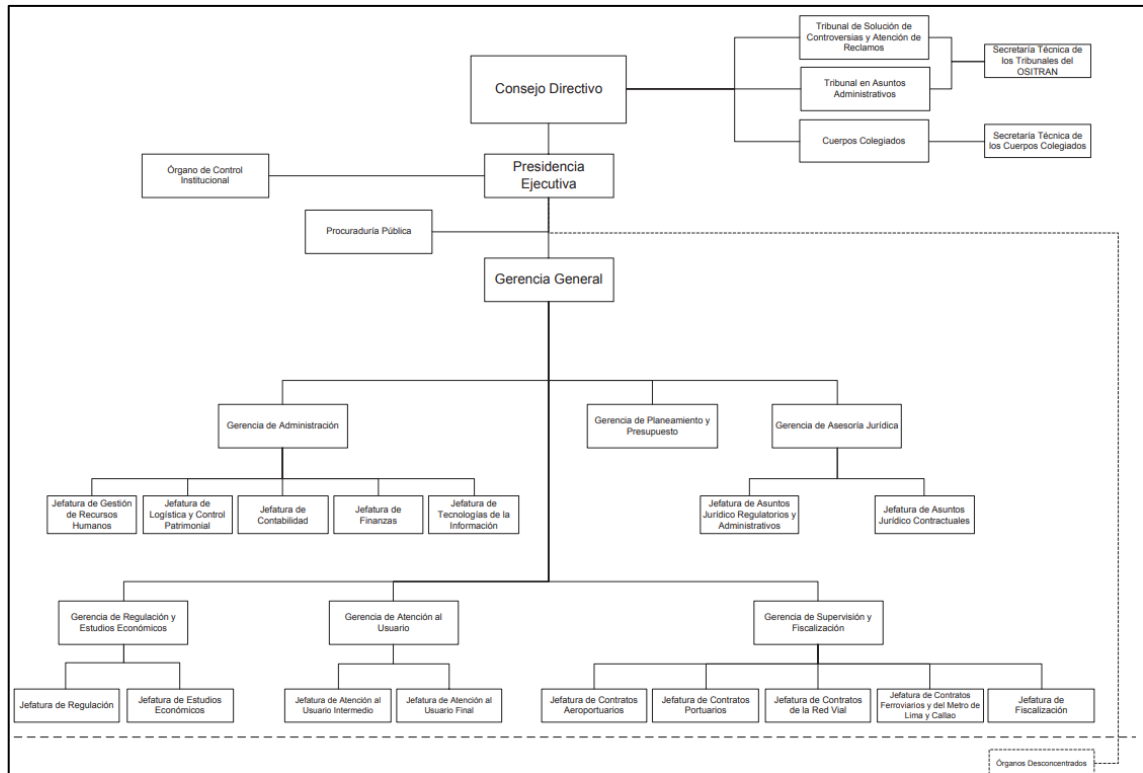 Tribunal de Solución de
Controversias y Atención de
Reclamos
Secretaría Técnica de
los Tribunales del
OSITRAN
Consejo Directivo
Tribunal en Asuntos
Administrativos
Cuerpos Colegiados
Secretaría Técnica de
los Cuerpos Colegiados
Órgano de Control
Institucional
Presidencia
Ejecutiva
Procuraduría Pública
Gerencia General
Gerencia de Administración
Gerencia de Planeamiento y
Presupuesto
Gerencia de Asesoría Jurídica
Jefatura de Gestión
de Recursos
Humanos
Jefatura de
Logística y Control
Patrimonial
Jefatura de
Contabilidad
Jefatura de
Finanzas
Jefatura de
Tecnologías de la
Información
Jefatura de Asuntos
Jurídico Regulatorios y
Administrativos
Jefatura de Asuntos
Jurídico Contractuales
Gerencia de Regulación y
Estudios Económicos
Gerencia de Atención al
Usuario
Gerencia de Supervisión y
Fiscalización
Jefatura de Regulación
Jefatura de Estudios
Económicos
Jefatura de Atención al
Usuario Intermedio
Jefatura de Atención al
Usuario Final
Jefatura de Contratos
Aeroportuarios
Jefatura de Contratos
Portuarios
Jefatura de Contratos
de la Red Vial
Jefatura de Contratos
Ferroviarios y del Metro de
Lima y Callao
Jefatura de
Fiscalización
Órganos Desconcentrados